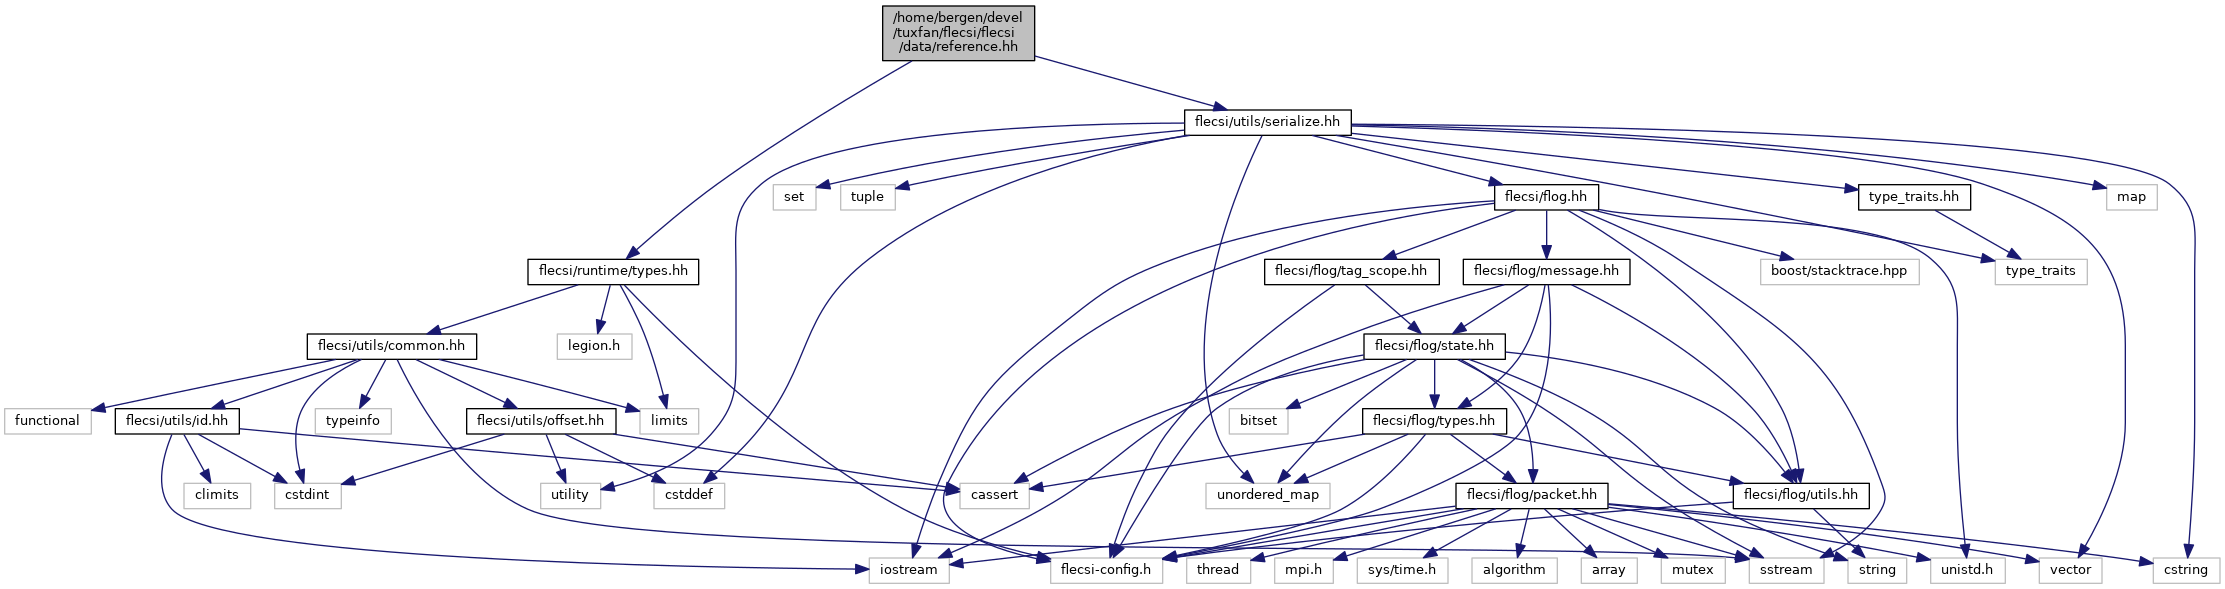 /home/bergen/devel
/tuxfan/flecsi/flecsi
/data/reference.hh
flecsi/utils/serialize.hh
set
tuple
flecsi/flog.hh
type_traits.hh
map
flecsi/runtime/types.hh
flecsi/flog/tag_scope.hh
flecsi/flog/message.hh
boost/stacktrace.hpp
type_traits
flecsi/utils/common.hh
legion.h
flecsi/flog/state.hh
functional
flecsi/utils/id.hh
typeinfo
flecsi/utils/offset.hh
limits
bitset
flecsi/flog/types.hh
climits
cstdint
utility
cstddef
cassert
unordered_map
flecsi/flog/packet.hh
flecsi/flog/utils.hh
iostream
flecsi-config.h
thread
mpi.h
sys/time.h
algorithm
array
mutex
sstream
string
unistd.h
vector
cstring